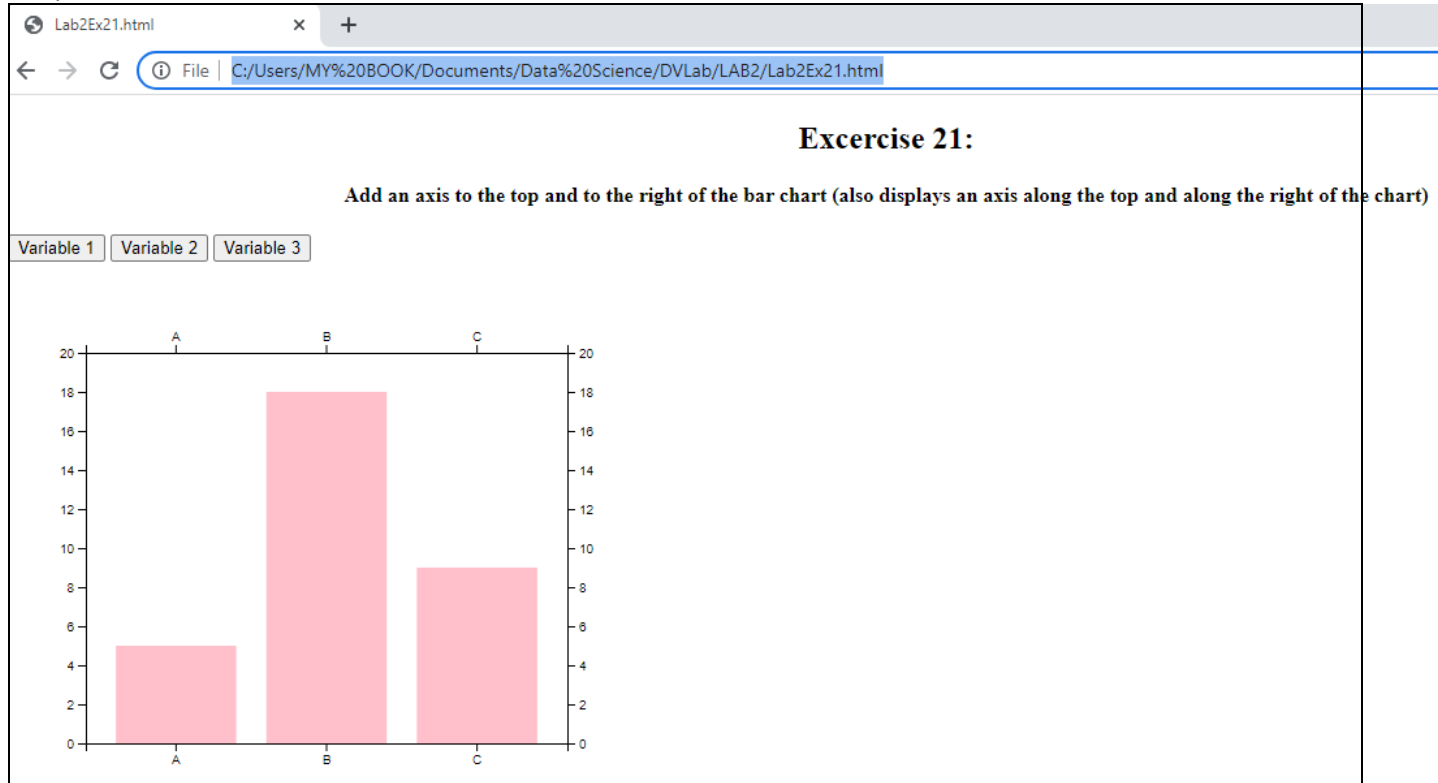 Lab2Ex21.html
File | C:/Users/MY%20BOOK/Documents/Data%20Science/DVLab/LAB2/Lab2Ex21.html
Excercise 21:
Add an axis to the top and to the right of the bar chart (also displays an axis along the top and along the right of the chart)
Variable 1 Variable 2 Variable 3
A B C
20 20
18 18
16 16
14 14
12 12
10 10
8 8
6 6
4 4
2 2
0 0
A B C